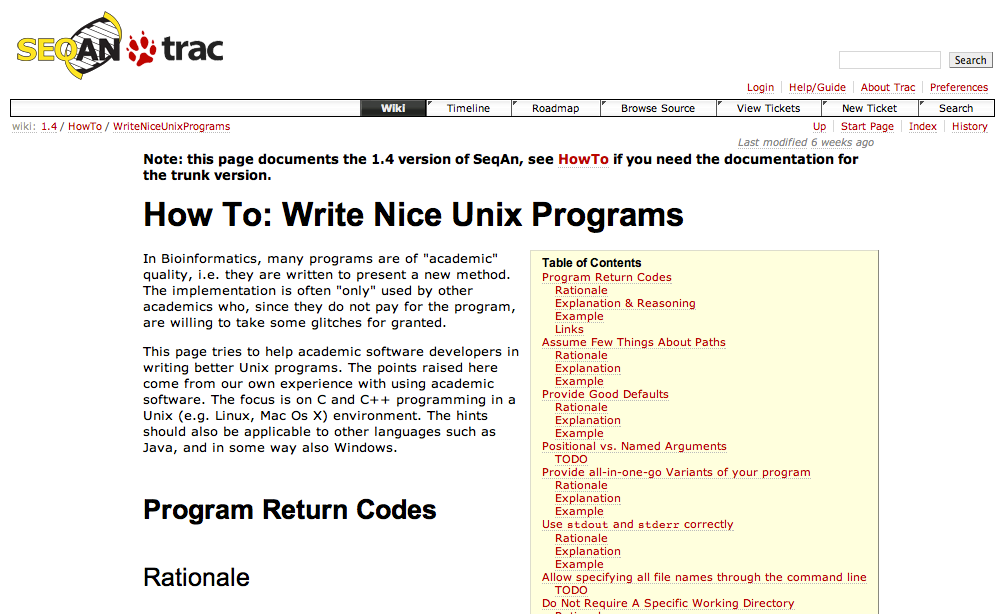 SEQAN trac
Search
Login Help/Guide About Trac Preferences
Wiki Timeline Roadmap Browse Source View Tickets New Ticket Search
wiki: 1.4 / HowTo / WriteNiceUnixPrograms
Up Start Page Index History
Last modified 6 weeks ago
Note: this page documents the 1.4 version of SeqAn, see HowTo if you need the documentation for
the trunk version.
How To: Write Nice Unix Programs
In Bioinformatics, many programs are of "academic"
quality, i.e. they are written to present a new method.
The implementation is often "only" used by other
academics who, since they do not pay for the program,
are willing to take some glitches for granted.
This page tries to help academic software developers in
writing better Unix programs. The points raised here
come from our own experience with using academic
software. The focus is on C and C++ programming in a
Unix (e.g. Linux, Mac Os X) environment. The hints
should also be applicable to other languages such as
Java, and in some way also Windows.
Table of Contents
Program Return Codes
Rationale
Explanation & Reasoning
Example
Links
Assume Few Things About Paths
Rationale
Explanation
Example
Provide Good Defaults
Rationale
Explanation
Example
Positional vs. Named Arguments
TODO
Provide all-in-one-go Variants of your program
Rationale
Explanation
Example
Use stdout and stderr correctly
Rationale
Explanation
Example
Allow specifying all file names through the command line
TODO
Do Not Require A Specific Working Directory
Program Return Codes
Rationale